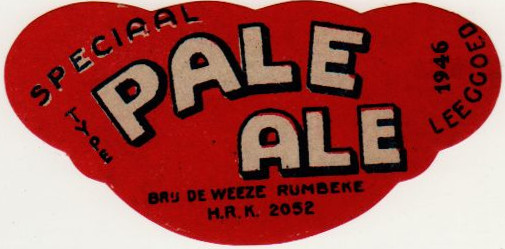 SPECIAAL
TYPE
PALE
ALE
1946
LEEGGOED
BRIJ DE WEEZE RUMBEKE
H.R.K. 2052